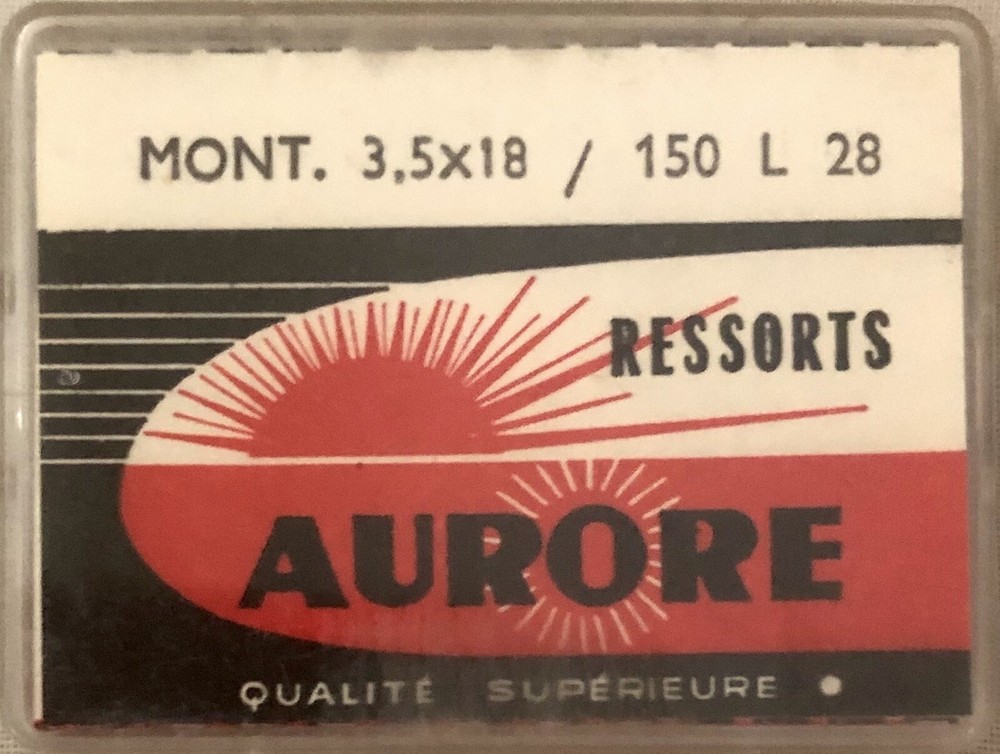 MONT. 3,5x18 / 150 L 28
RESSORTS
AURORE
QUALITÉ SUPÉRIEURE